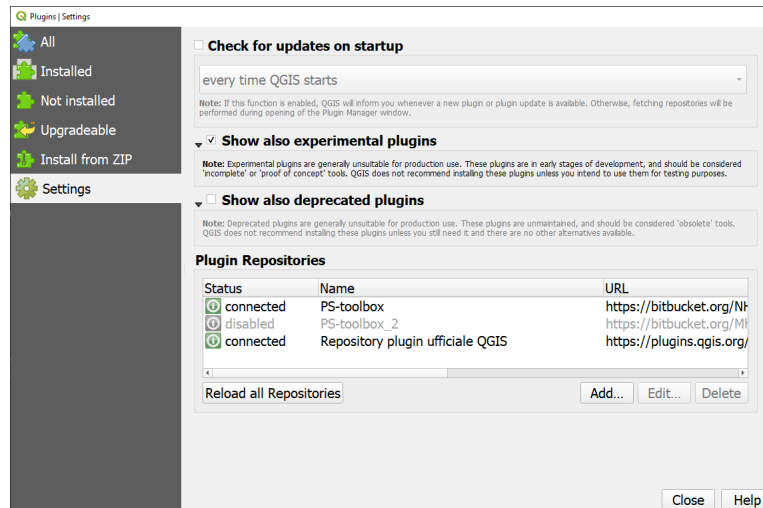 Plugins | Settings
All
Installed
Not installed
Upgradeable
Install from ZIP
Settings
Check for updates on startup
every time QGIS starts
Note: If this function is enabled, QGIS will inform you whenever a new plugin or plugin update is available. Otherwise, fetching repositories will be
performed during opening of the Plugin Manager window.
Show also experimental plugins
Note: Experimental plugins are generally unsuitable for production use. These plugins are in early stages of development, and should be considered
'incomplete' or 'proof of concept' tools. QGIS does not recommend installing these plugins unless you intend to use them for testing purposes.
Show also deprecated plugins
Note: Deprecated plugins are generally unsuitable for production use. These plugins are unmaintained, and should be considered 'obsolete' tools.
QGIS does not recommend installing these plugins unless you still need it and there are no other alternatives available.
Plugin Repositories
Status Name URL
connected PS-toolbox https://bitbucket.org/NH
disabled PS-toolbox_2 https://bitbucket.org/Mh
connected Repository plugin ufficiale QGIS https://plugins.qgis.org/
Reload all Repositories Add... Edit... Delete
Close Help